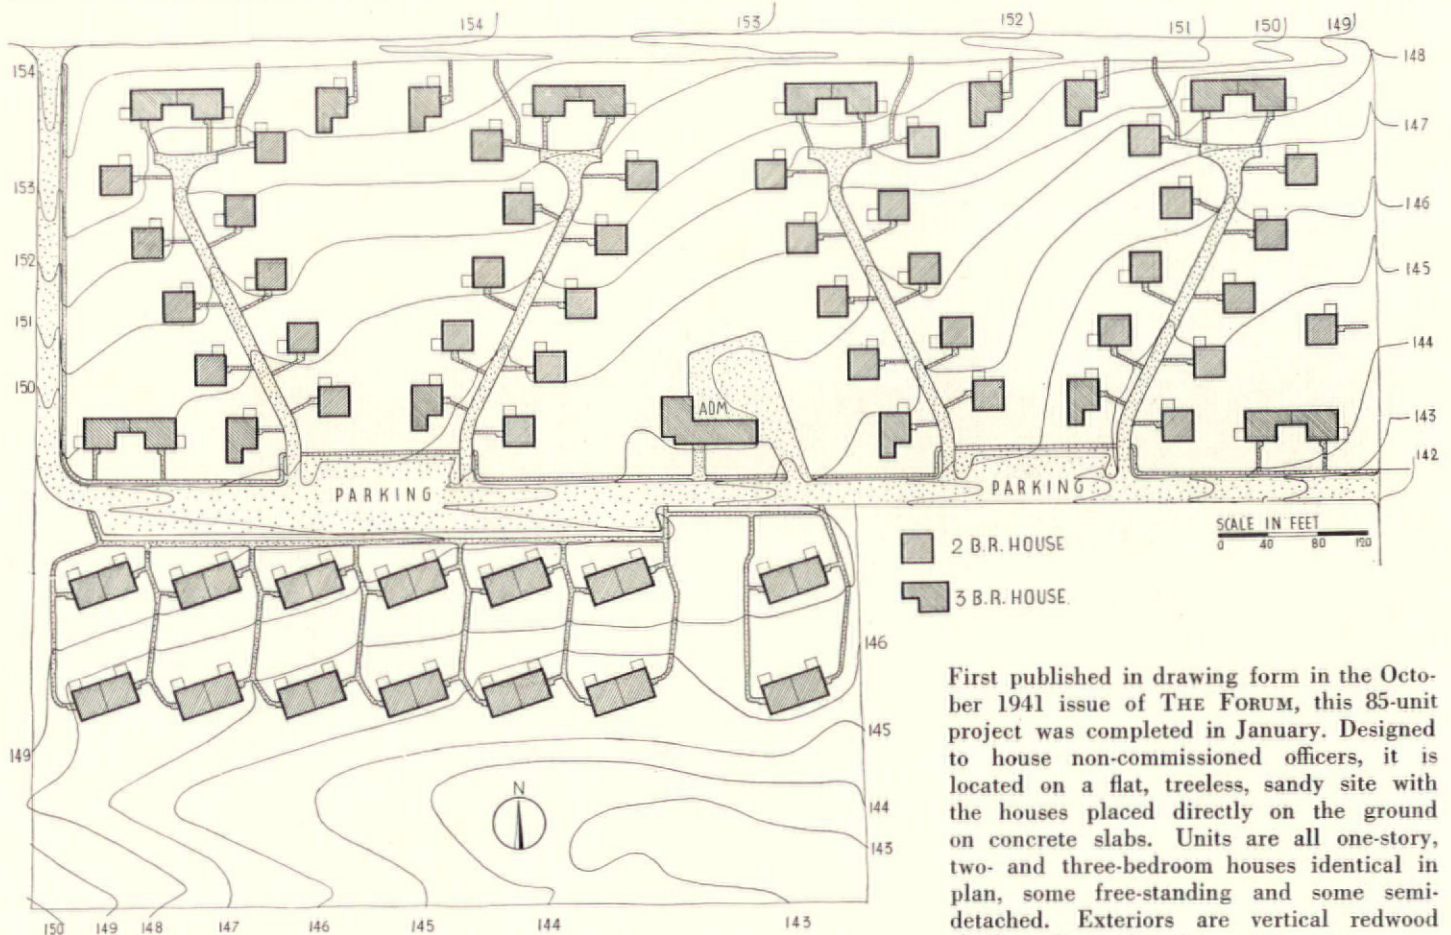 154 153 152 151 150 149
148
154
147
153
146
152
145
151
144
150
ADM.
143
142
PARKING
PARKING
SCALE IN FEET
0 40 80 120
2 B.R. HOUSE
3 B.R. HOUSE.
146
145
149
N
144
143
150 149 148 147 146 145 144 143
First published in drawing form in the Octo-
ber 1941 issue of THE FORUM, this 85-unit
project was completed in January. Designed
to house non-commissioned officers, it is
located on a flat, treeless, sandy site with
the houses placed directly on the ground
on concrete slabs. Units are all one-story,
two- and three-bedroom houses identical in
plan, some free-standing and some semi-
detached. Exteriors are vertical redwood